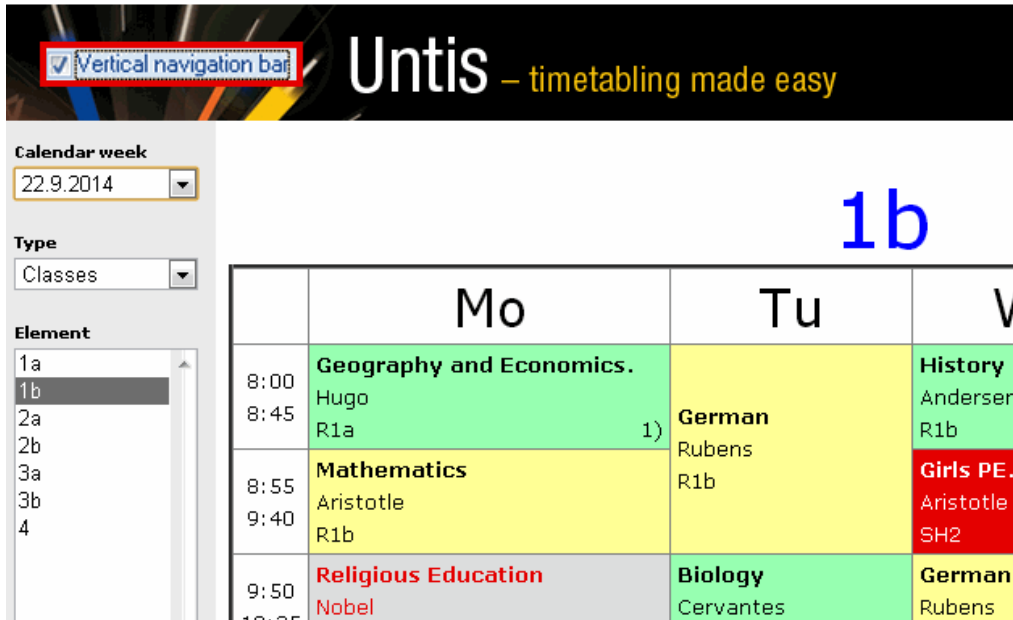 Vertical navigation bar
Untis – timetabling made easy
Calendar week
22.9.2014
Type
Classes
Element
1a
1b
2a
2b
3a
3b
4
1b
Mo Tu
8:00
8:45
Geography and Economics.
Hugo
R1a 1)
German
Rubens
R1b
History
Andersen
R1b
8:55
9:40
Mathematics
Aristotle
R1b
Girls PE.
Aristotle
SH2
9:50
Religious Education
Nobel
Biology
Cervantes
German
Rubens